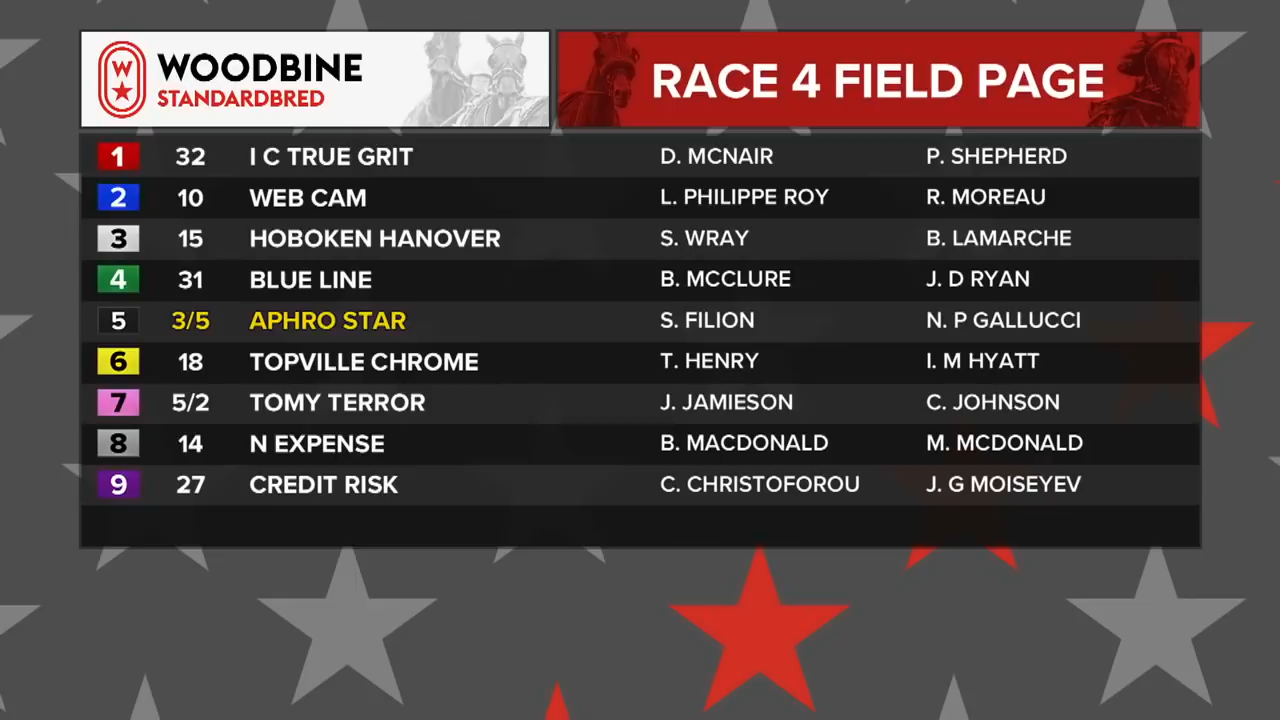 W
WOODBINE
STANDARDBRED
RACE 4 FIELD PAGE
1 32 I C TRUE GRIT D. MCNAIR P. SHEPHERD
2 10 WEB CAM L. PHILIPPE ROY R. MOREAU
3 15 HOBOKEN HANOVER S. WRAY B. LAMARCHE
4 31 BLUE LINE B. MCCLURE J. D RYAN
5 3/5 APHRO STAR S. FILION N. P GALLUCCI
6 18 TOPVILLE CHROME T. HENRY I. M HYATT
7 5/2 TOMY TERROR J. JAMIESON C. JOHNSON
8 14 N EXPENSE B. MACDONALD M. MCDONALD
9 27 CREDIT RISK C. CHRISTOFOROU J. G MOISEYEV